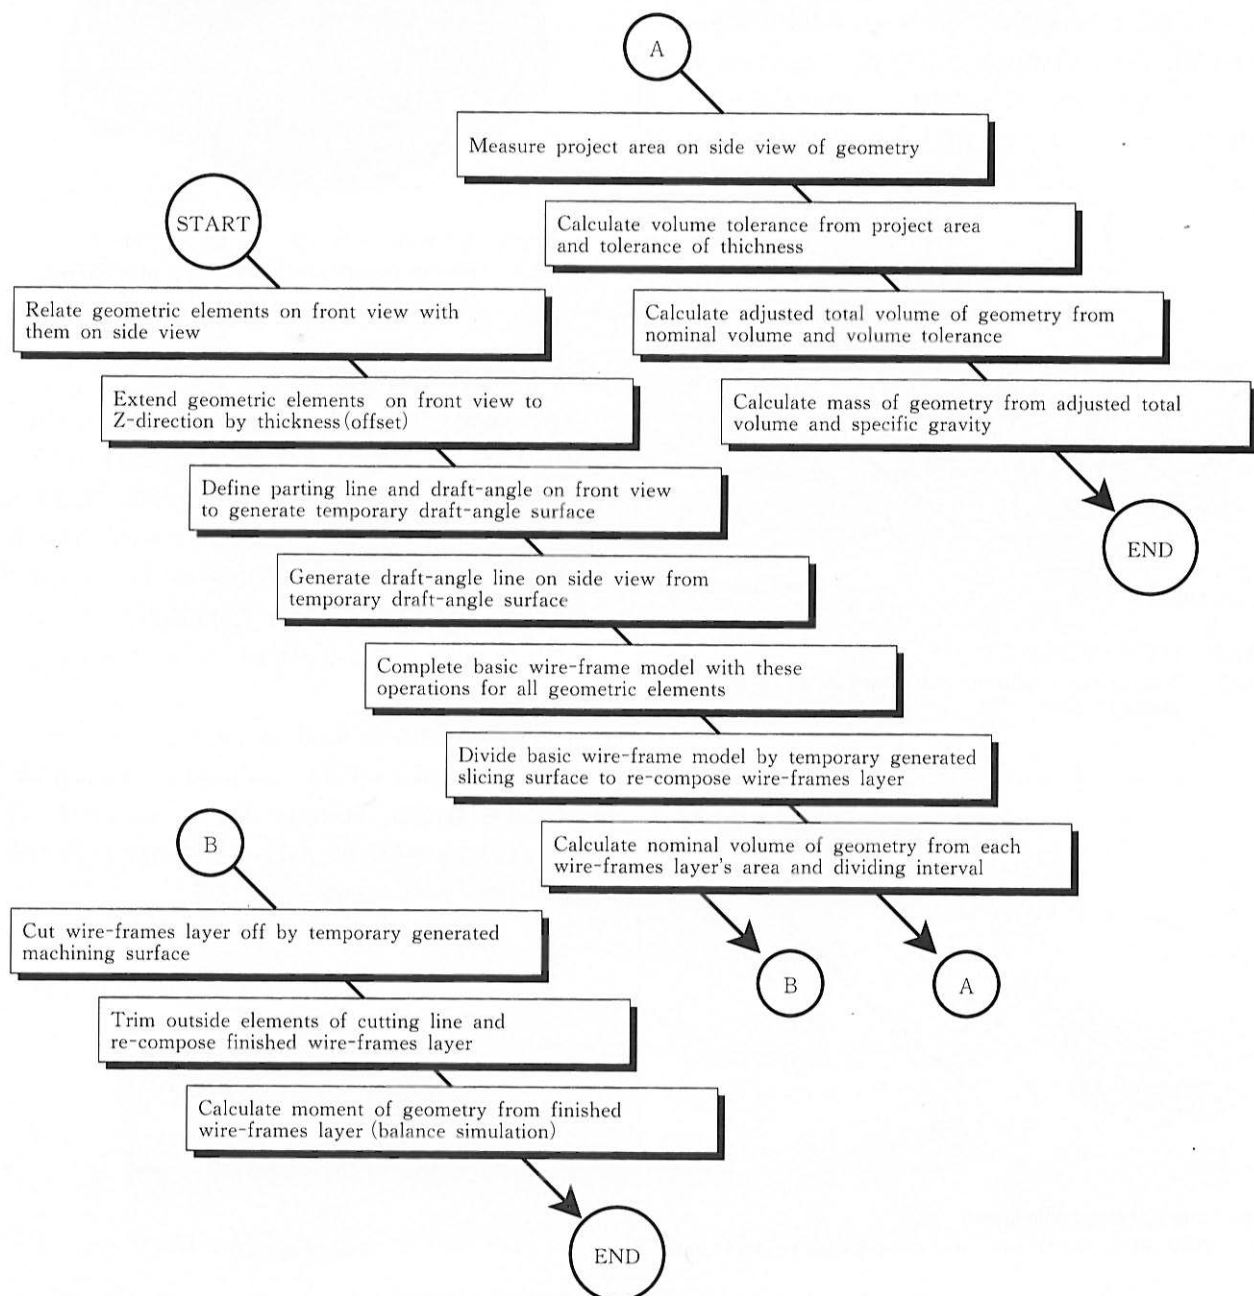 START
Relate geometric elements on front view with
them on side view
Extend geometric elements on front view to
Z-direction by thickness(offset)
Define parting line and draft-angle on front view
to generate temporary draft-angle surface
Generate draft-angle line on side view from
temporary draft-angle surface
Complete basic wire-frame model with these
operations for all geometric elements
Divide basic wire-frame model by temporary generated
slicing surface to re-compose wire-frames layer
Calculate nominal volume of geometry from each
wire-frames layer's area and dividing interval
B
A
A
Measure project area on side view of geometry
Calculate volume tolerance from project area
and tolerance of thichness
Calculate adjusted total volume of geometry from
nominal volume and volume tolerance
Calculate mass of geometry from adjusted total
volume and specific gravity
END
B
Cut wire-frames layer off by temporary generated
machining surface
Trim outside elements of cutting line and
re-compose finished wire-frames layer
Calculate moment of geometry from finished
wire-frames layer (balance simulation)
END